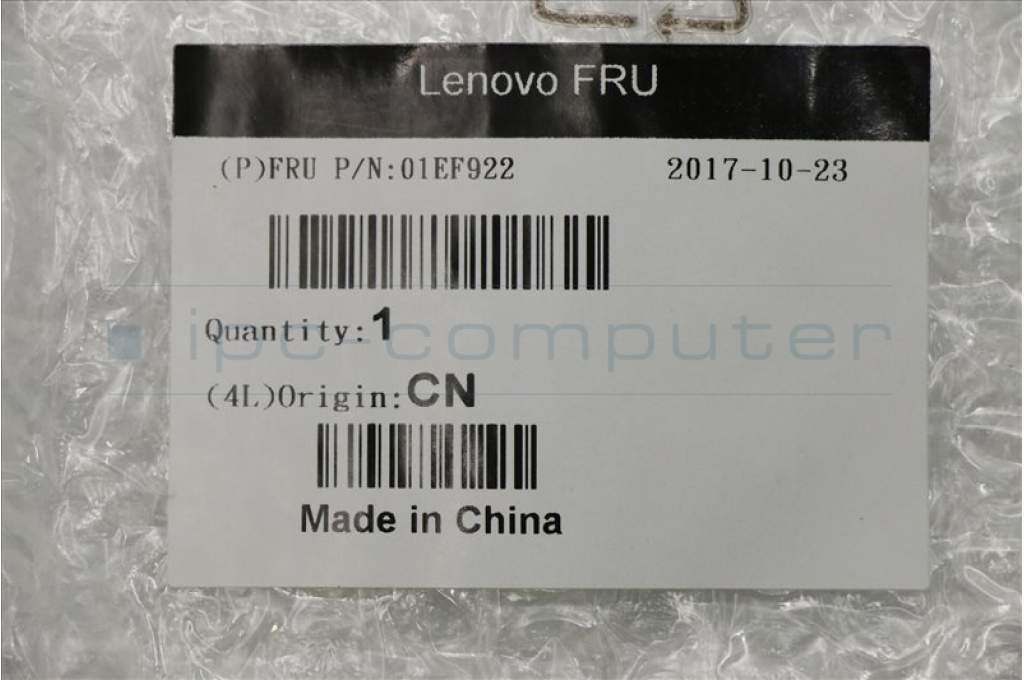 Lenovo FRU
(P)FRU P/N:01EF922 2017-10-23
Quantity:1
ipc-computer
(4L)Origin:CN
Made in China